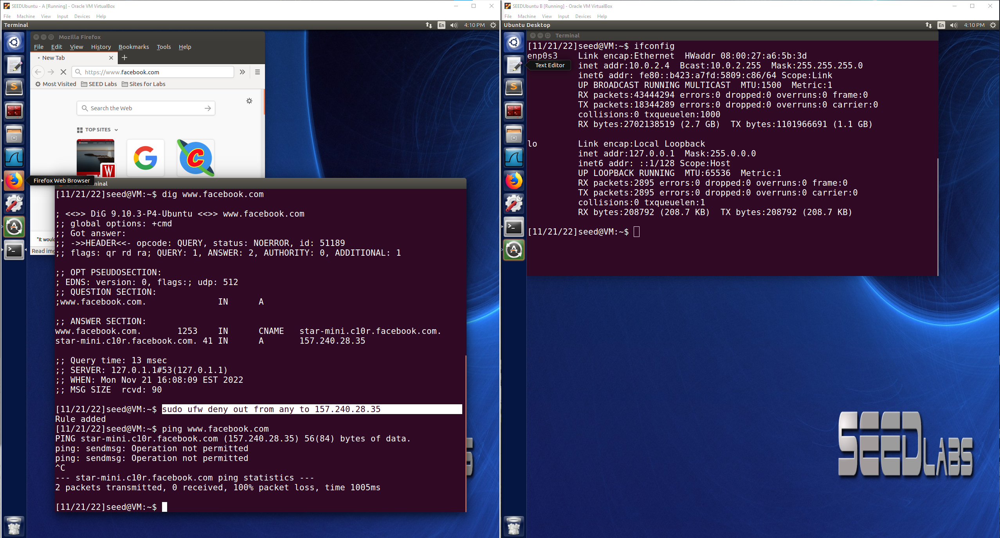 SEEDUbuntu - A [Running] - Oracle VM VirtualBox
File Machine View Input Devices Help
Terminal
En 4:10 PM
Mozilla Firefox
File Edit View History Bookmarks Tools Help
New Tab
https://www.facebook.com
Most Visited SEED Labs Sites for Labs
Search the Web
TOP SITES
W
G
C
Firefox Web Browser
"It would
Read img
minal
[11/21/22]seed@VM:~$ dig www.facebook.com
; <<>> DiG 9.10.3-P4-Ubuntu <<>> www.facebook.com
;; global options: +cmd
;; Got answer:
;; ->>HEADER<<- opcode: QUERY, status: NOERROR, id: 51189
;; flags: qr rd ra; QUERY: 1, ANSWER: 2, AUTHORITY: 0, ADDITIONAL: 1
;; OPT PSEUDOSECTION:
; EDNS: version: 0, flags:; udp: 512
;; QUESTION SECTION:
;www.facebook.com. IN A
;; ANSWER SECTION:
www.facebook.com. 1253 IN CNAME star-mini.c10r.facebook.com.
star-mini.c10r.facebook.com. 41 IN A 157.240.28.35
;; Query time: 13 msec
;; SERVER: 127.0.1.1#53(127.0.1.1)
;; WHEN: Mon Nov 21 16:08:09 EST 2022
;; MSG SIZE rcvd: 90
[11/21/22]seed@VM:~$ sudo ufw deny out from any to 157.240.28.35
Rule added
[11/21/22]seed@VM:~$ ping www.facebook.com
PING star-mini.c10r.facebook.com (157.240.28.35) 56(84) bytes of data.
ping: sendmsg: Operation not permitted
ping: sendmsg: Operation not permitted
^C
--- star-mini.c10r.facebook.com ping statistics ---
2 packets transmitted, 0 received, 100% packet loss, time 1005ms
[11/21/22]seed@VM:~$
SEEDUbuntu B [Running] - Oracle VM VirtualBox
File Machine View Input Devices Help
Ubuntu Desktop
En 4:10 PM
Terminal
Text Editor
[11/21/22]seed@VM:~$ ifconfig
enp0s3 Link encap:Ethernet HWaddr 08:00:27:a6:5b:3d
inet addr:10.0.2.4 Bcast:10.0.2.255 Mask:255.255.255.0
inet6 addr: fe80::b423:a7fd:5809:c86/64 Scope:Link
UP BROADCAST RUNNING MULTICAST MTU:1500 Metric:1
RX packets:43444294 errors:0 dropped:0 overruns:0 frame:0
TX packets:18344289 errors:0 dropped:0 overruns:0 carrier:0
collisions:0 txqueuelen:1000
RX bytes:2702138519 (2.7 GB) TX bytes:1101966691 (1.1 GB)
lo Link encap:Local Loopback
inet addr:127.0.0.1 Mask:255.0.0.0
inet6 addr: ::1/128 Scope:Host
UP LOOPBACK RUNNING MTU:65536 Metric:1
RX packets:2895 errors:0 dropped:0 overruns:0 frame:0
TX packets:2895 errors:0 dropped:0 overruns:0 carrier:0
collisions:0 txqueuelen:1
RX bytes:208792 (208.7 KB) TX bytes:208792 (208.7 KB)
[11/21/22]seed@VM:~$
SEEDLABS